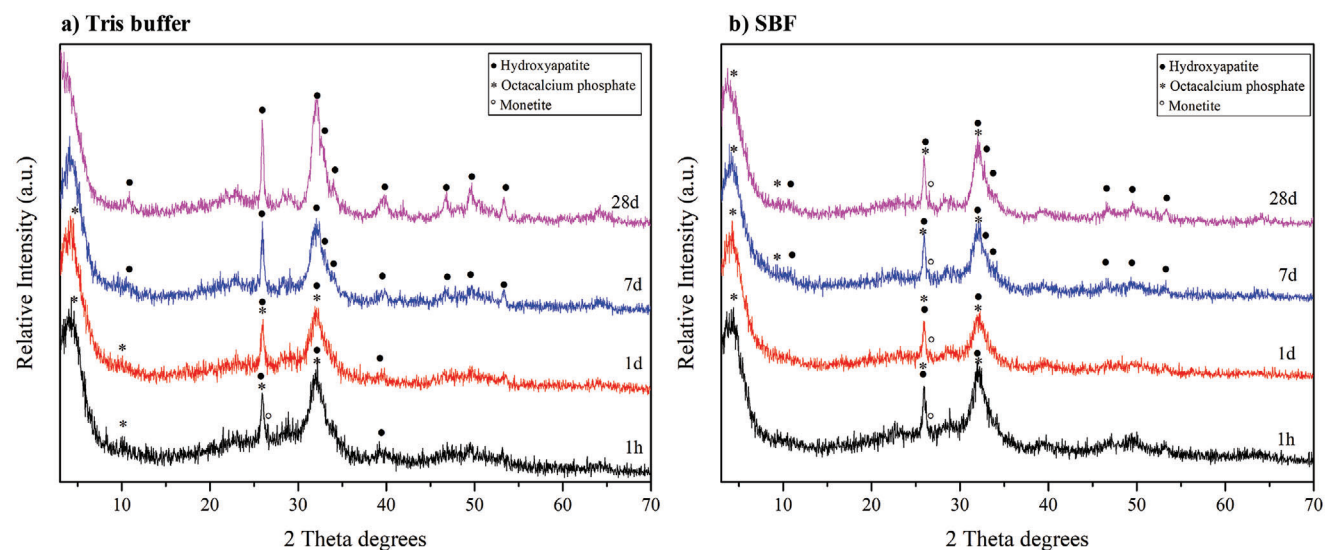 a) Tris buffer
● Hydroxyapatite
* Octacalcium phosphate
○ Monetite
28d
7d
1d
1h
Relative Intensity (a.u.)
10 20 30 40 50 60 70
2 Theta degrees
b) SBF
● Hydroxyapatite
* Octacalcium phosphate
○ Monetite
28d
7d
1d
1h
Relative Intensity (a.u.)
10 20 30 40 50 60 70
2 Theta degrees